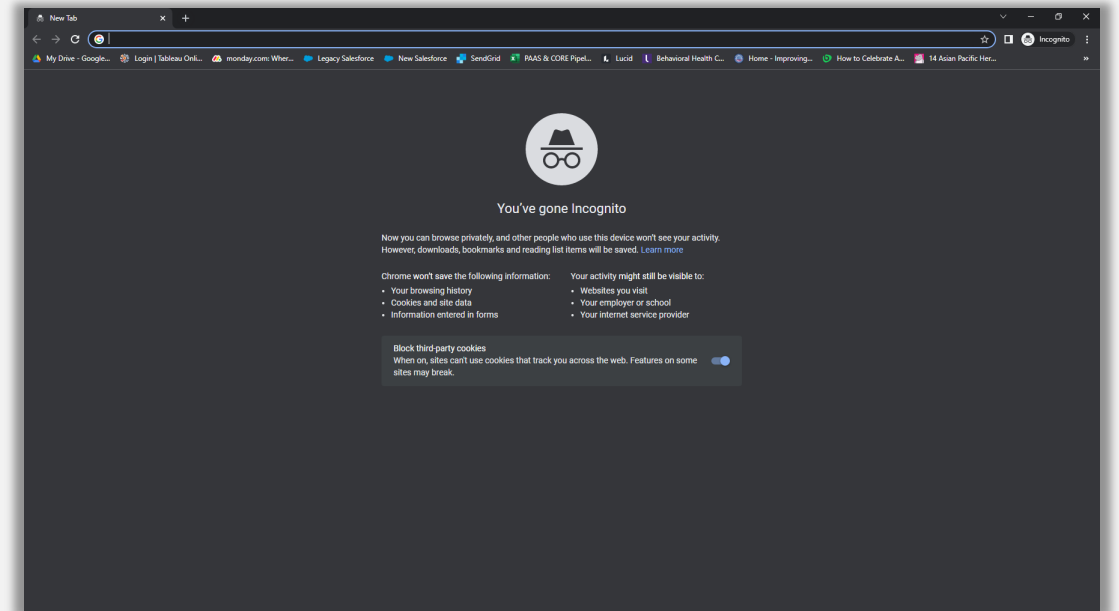 New Tab
Incognito
My Drive - Google...
Login | Tableau Onli...
monday.com: Wher...
Legacy Salesforce
New Salesforce
SendGrid
PAAS & CORE Pipel...
Lucid
Behavioral Health C...
Home - Improving...
How to Celebrate A...
14 Asian Pacific Her...
You've gone Incognito
Now you can browse privately, and other people who use this device won't see your activity.
However, downloads, bookmarks and reading list items will be saved. Learn more
Chrome won't save the following information:
• Your browsing history
• Cookies and site data
• Information entered in forms
Your activity might still be visible to:
• Websites you visit
• Your employer or school
• Your internet service provider
Block third-party cookies
When on, sites can't use cookies that track you across the web. Features on some
sites may break.